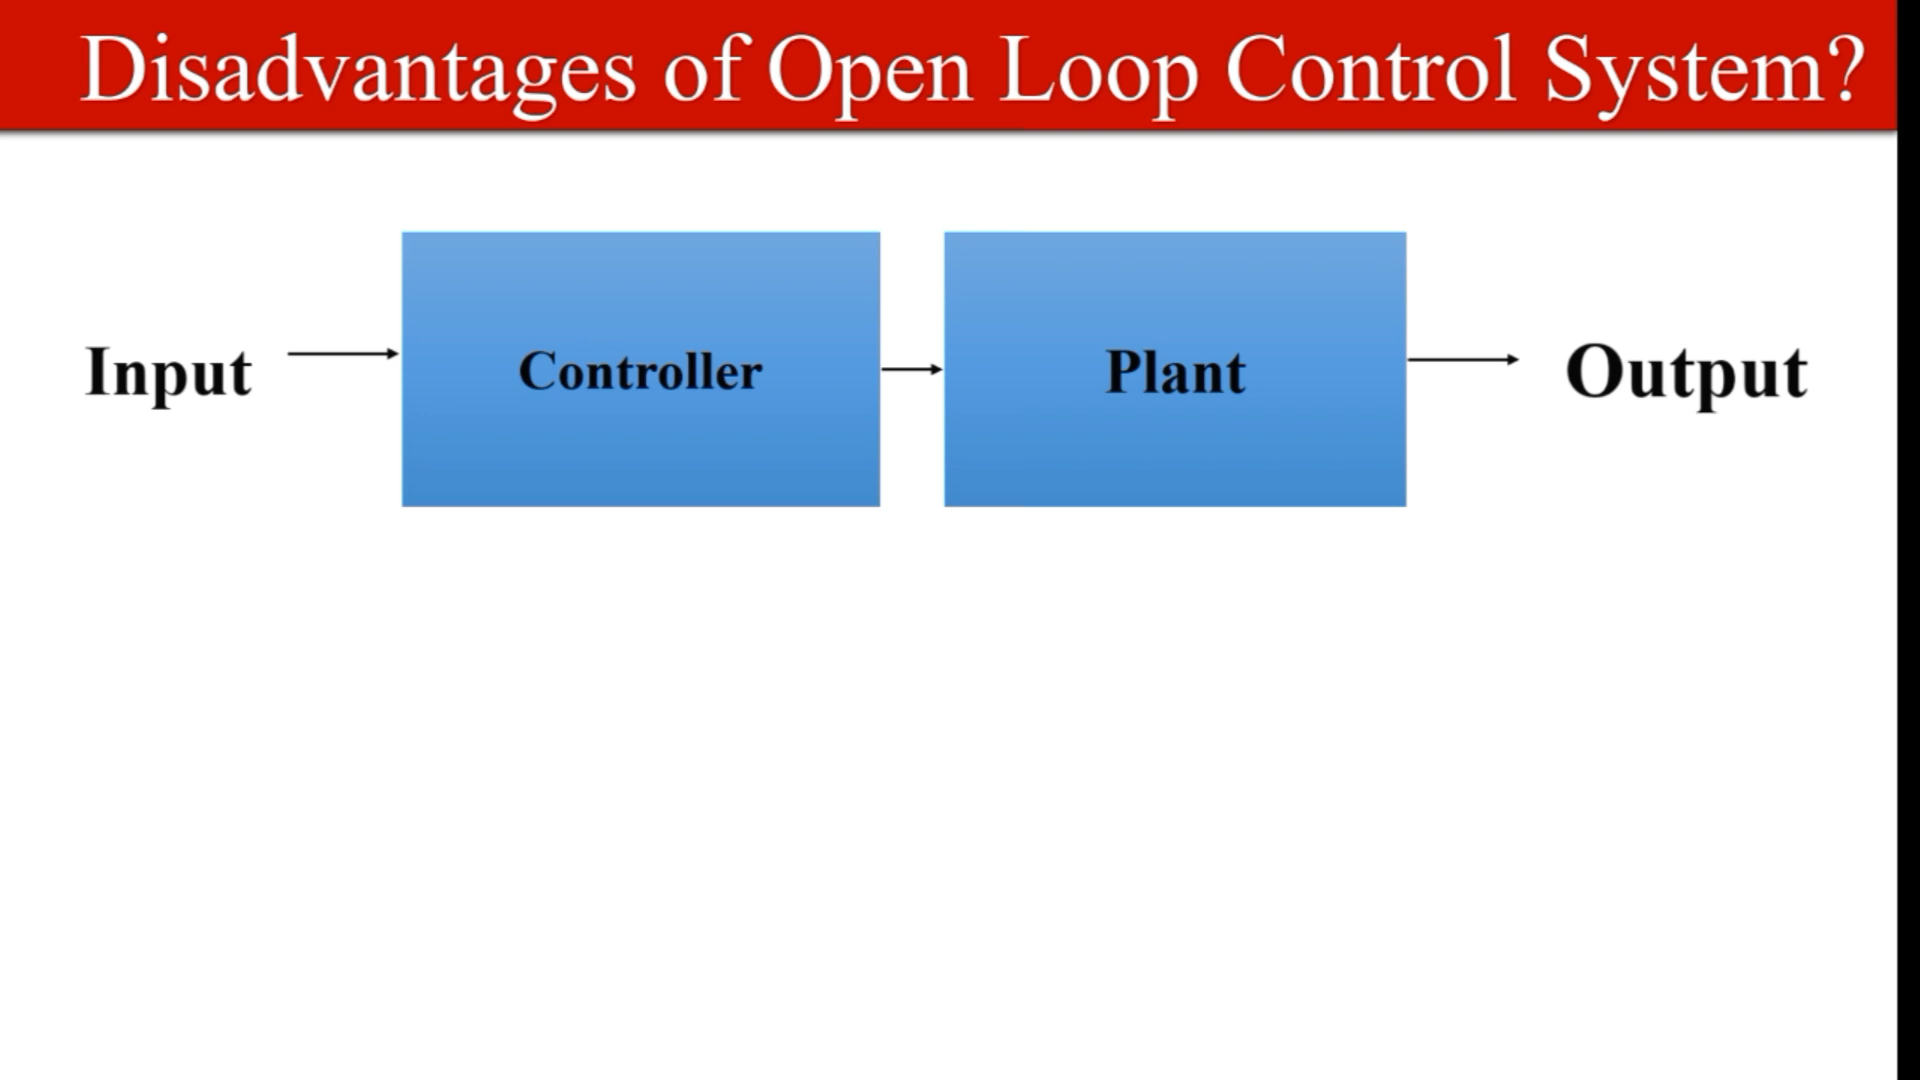 Disadvantages of Open Loop Control System?
Input
Controller
Plant
Output